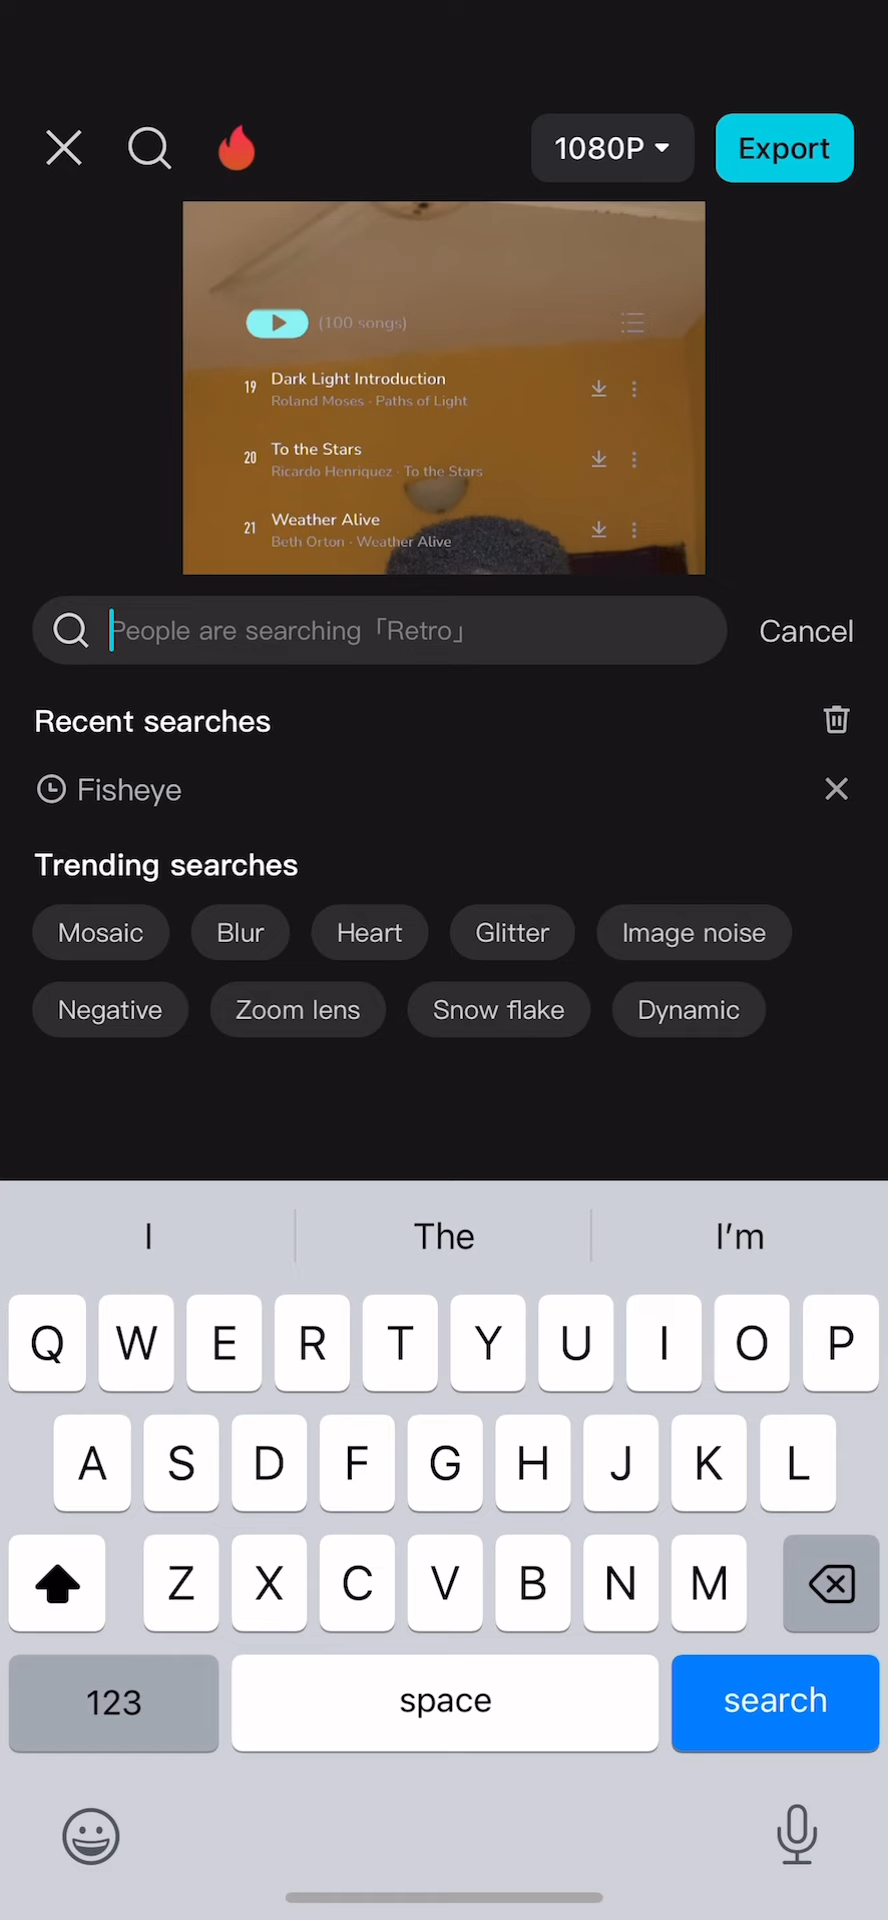 1080P
Export
(100 songs)
19 Dark Light Introduction
Roland Moses · Paths of Light
20 To the Stars
Ricardo Henriquez · To the Stars
21 Weather Alive
Beth Orton · Weather Alive
People are searching「Retro」
Cancel
Recent searches
Fisheye
Trending searches
Mosaic Blur Heart Glitter Image noise
Negative Zoom lens Snow flake Dynamic
I The I’m
Q W E R T Y U I O P
A S D F G H J K L
Z X C V B N M
123 space search